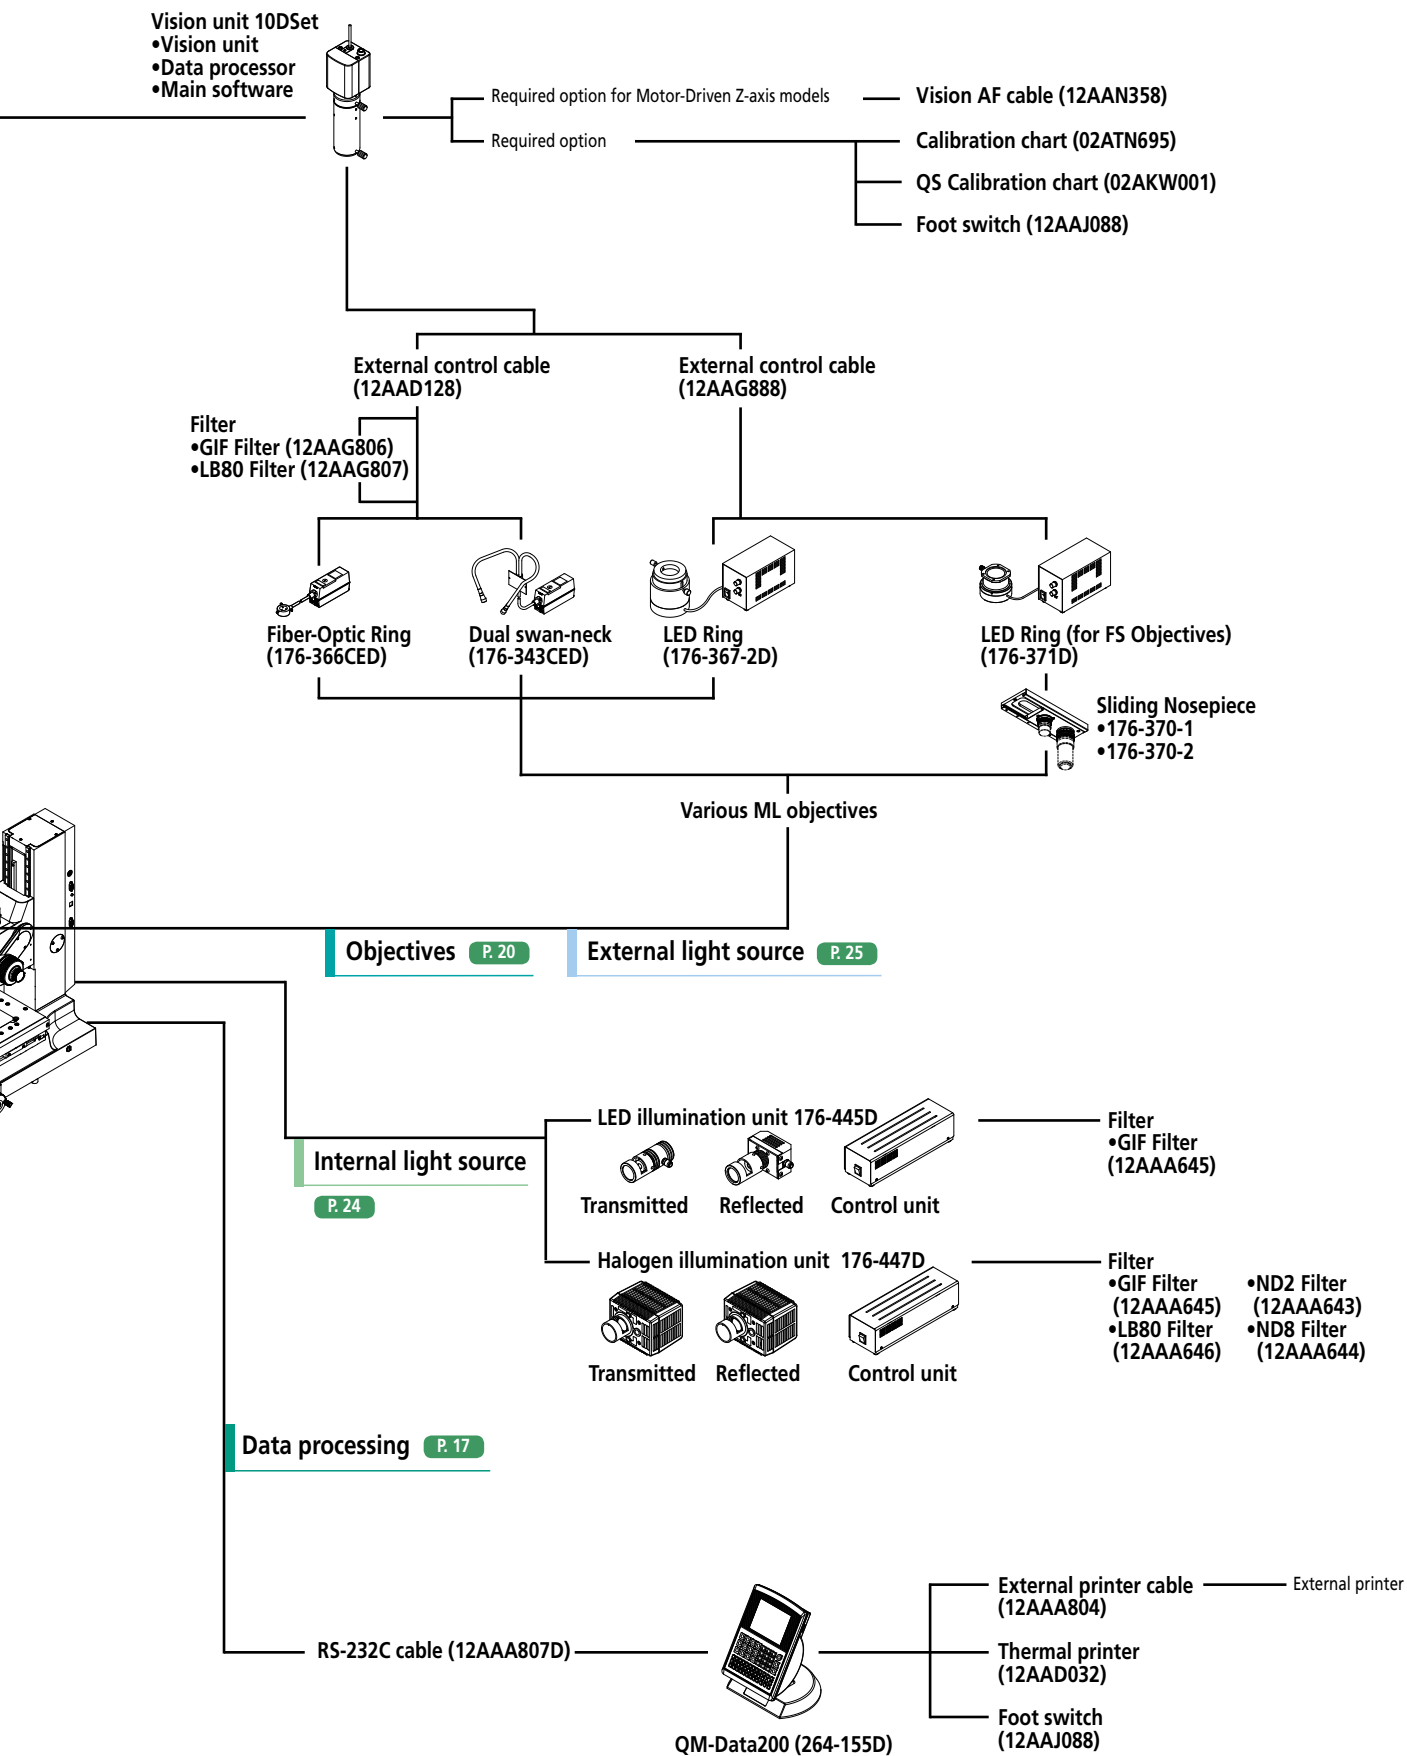 Vision unit 10DSet
•Vision unit
•Data processor
•Main software
Required option for Motor-Driven Z-axis models
Vision AF cable (12AAN358)
Required option
Calibration chart (02ATN695)
QS Calibration chart (02AKW001)
Foot switch (12AAJ088)
External control cable
(12AAD128)
External control cable
(12AAG888)
Filter
•GIF Filter (12AAG806)
•LB80 Filter (12AAG807)
Fiber-Optic Ring
(176-366CED)
Dual swan-neck
(176-343CED)
LED Ring
(176-367-2D)
LED Ring (for FS Objectives)
(176-371D)
Sliding Nosepiece
•176-370-1
•176-370-2
Various ML objectives
Objectives P. 20
External light source P. 25
Internal light source
P. 24
LED illumination unit 176-445D
Transmitted
Reflected
Control unit
Filter
•GIF Filter
(12AAA645)
Halogen illumination unit 176-447D
Transmitted
Reflected
Control unit
Filter
•GIF Filter
(12AAA645)
•LB80 Filter
(12AAA646)
•ND2 Filter
(12AAA643)
•ND8 Filter
(12AAA644)
Data processing P. 17
RS-232C cable (12AAA807D)
QM-Data200 (264-155D)
External printer cable
(12AAA804)
External printer
Thermal printer
(12AAD032)
Foot switch
(12AAJ088)